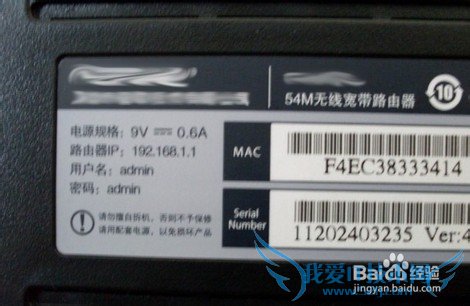 54M无线宽带路由器
10
电源规格：9V ⎓ 0.6A
路由器IP：192.168.1.1
用户名：admin
密码：admin
请勿擅自拆机，否则不予保修
请用配套电源，以免损坏产品
MAC
F4EC38333414
Serial
Number
11202403235 Ver:4
Baidu 经验
jingyan.baidu.com